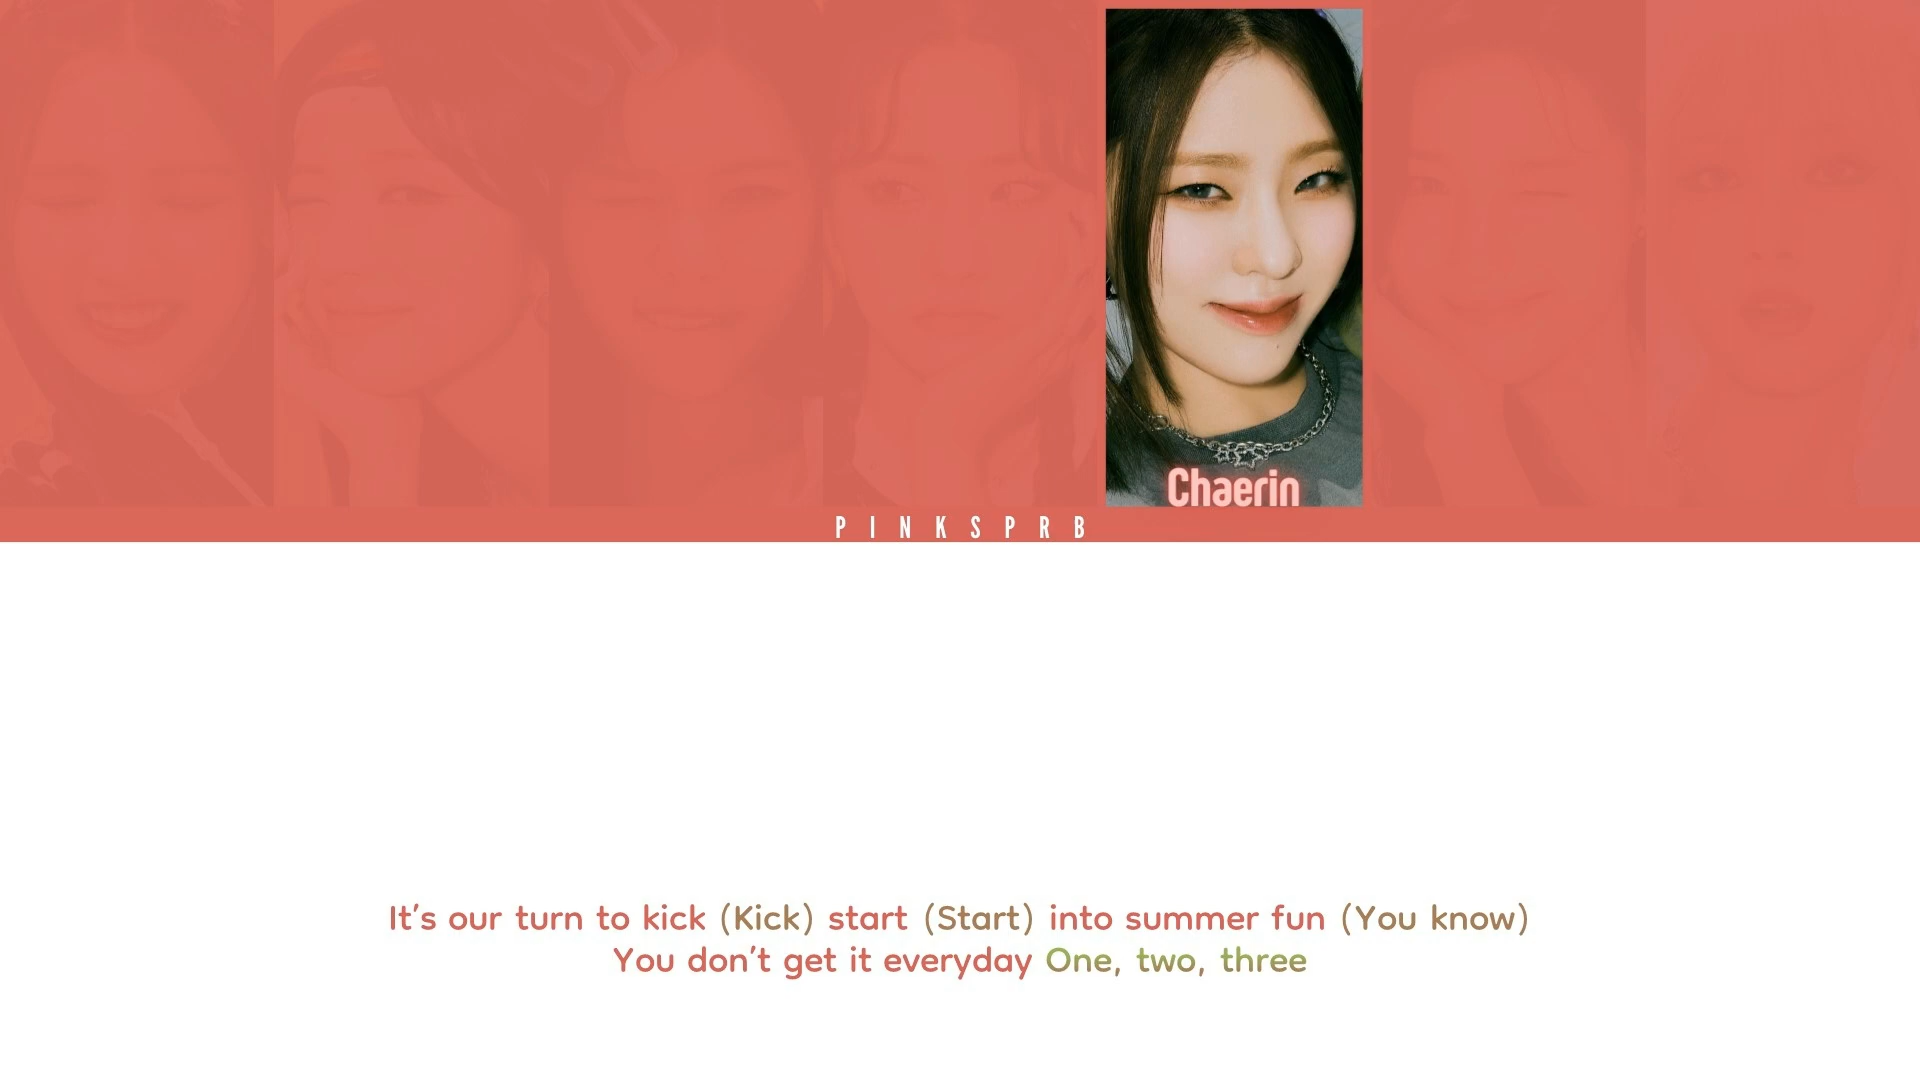 Chaerin
PINKSPRB
It's our turn to kick (Kick) start (Start) into summer fun (You know)
You don't get it everyday One, two, three